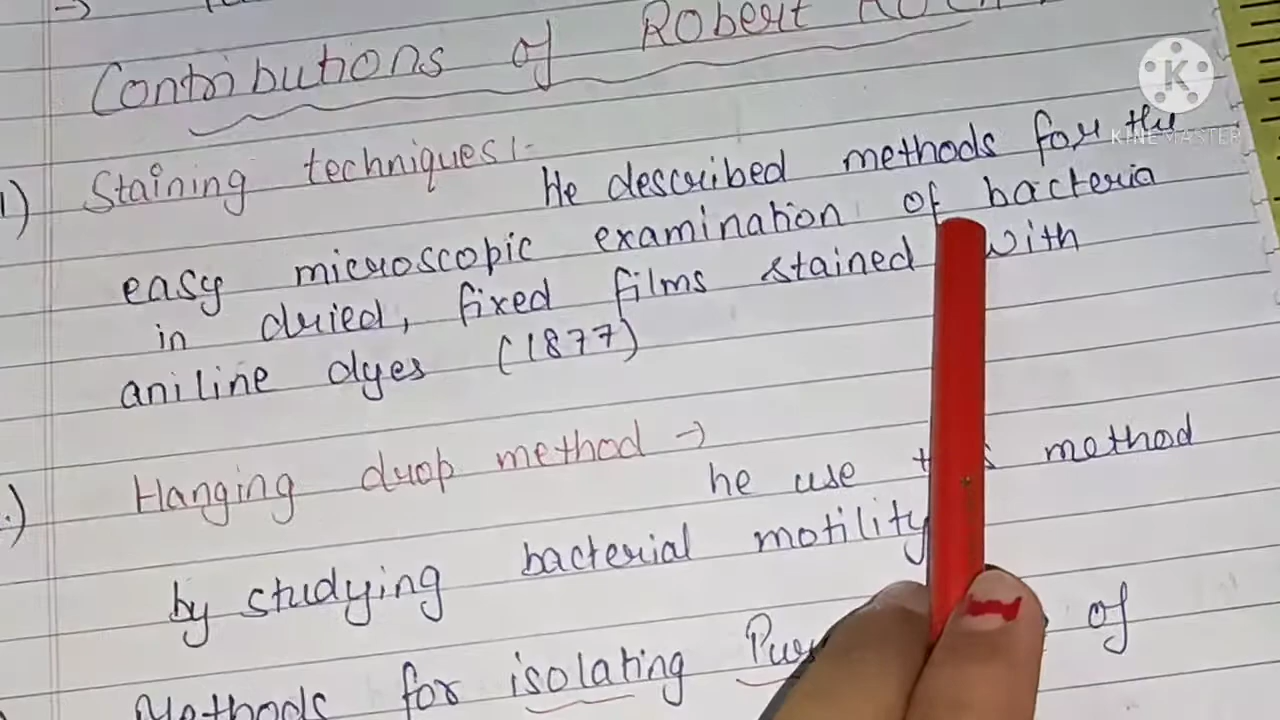 Contributions of Robert Koch
K
KINEMASTER
1) Staining techniques:- He described methods for the
easy microscopic examination of bacteria
in dried, fixed films stained with
aniline dyes (1877)
.) Hanging drop method → he use method
by studying bacterial motility
Methods for isolating of